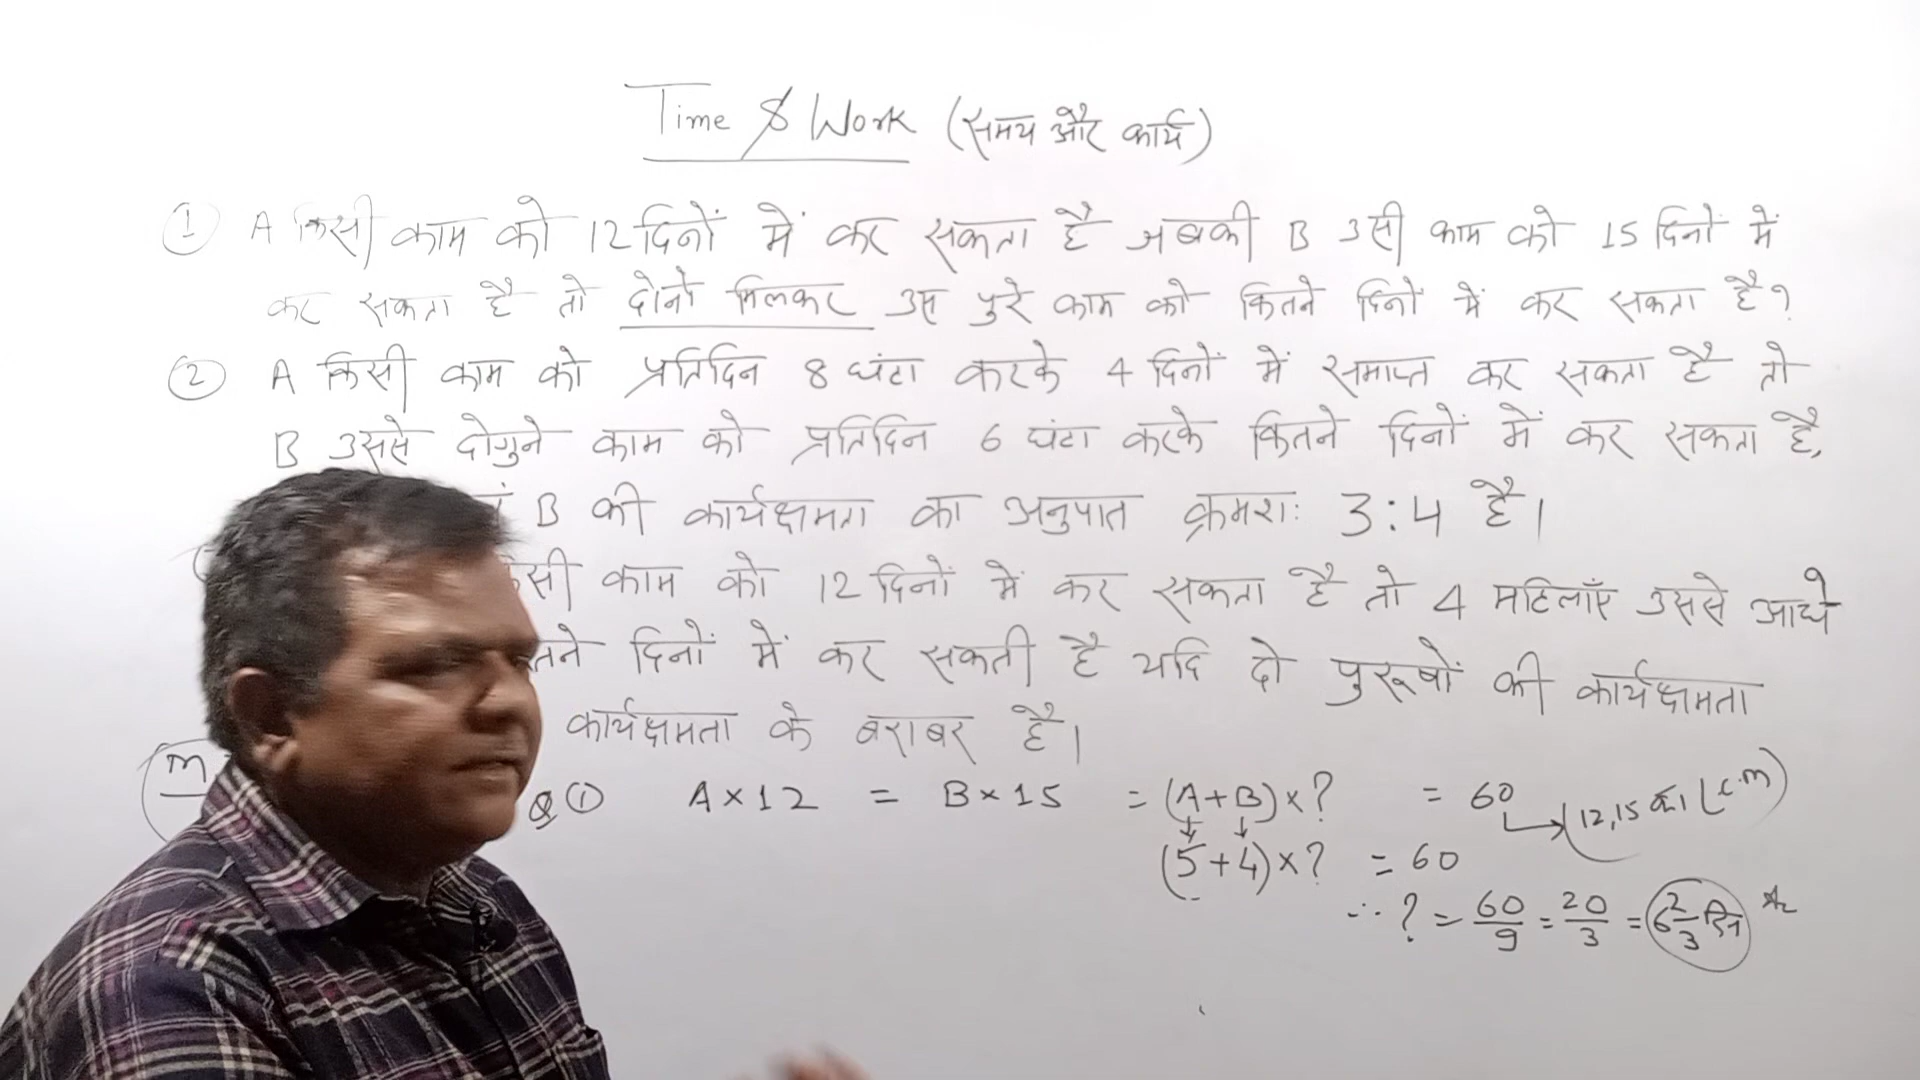 Time & Work (समय और कार्य)
① A किसी काम को 12 दिनों में कर सकता है जबकी B उसी काम को 15 दिनों में
कर सकता है तो दोनों मिलकर उस पुरे काम को कितने दिनों में कर सकता है?
② A किसी काम को प्रतिदिन 8 घंटा करके 4 दिनों में समाप्त कर सकता है तो
B उससे दोगुने काम को प्रतिदिन 6 घंटा करके कितने दिनों में कर सकता है,
B की कार्यक्षमता का अनुपात क्रमशः 3:4 है।
काम को 12 दिनों में कर सकता है तो 4 महिलाएँ उससे आधे
दिनों में कर सकती है यदि दो पुरूषों की कार्यक्षमता
कार्यक्षमता के बराबर है।
m
Q① A×12 = B×15 = (A+B)×? = 60 → (12,15 का L.C.M)
(5+4)×? = 60
∴ ? = 60/9 = 20/3 = 6 2/3 दिन